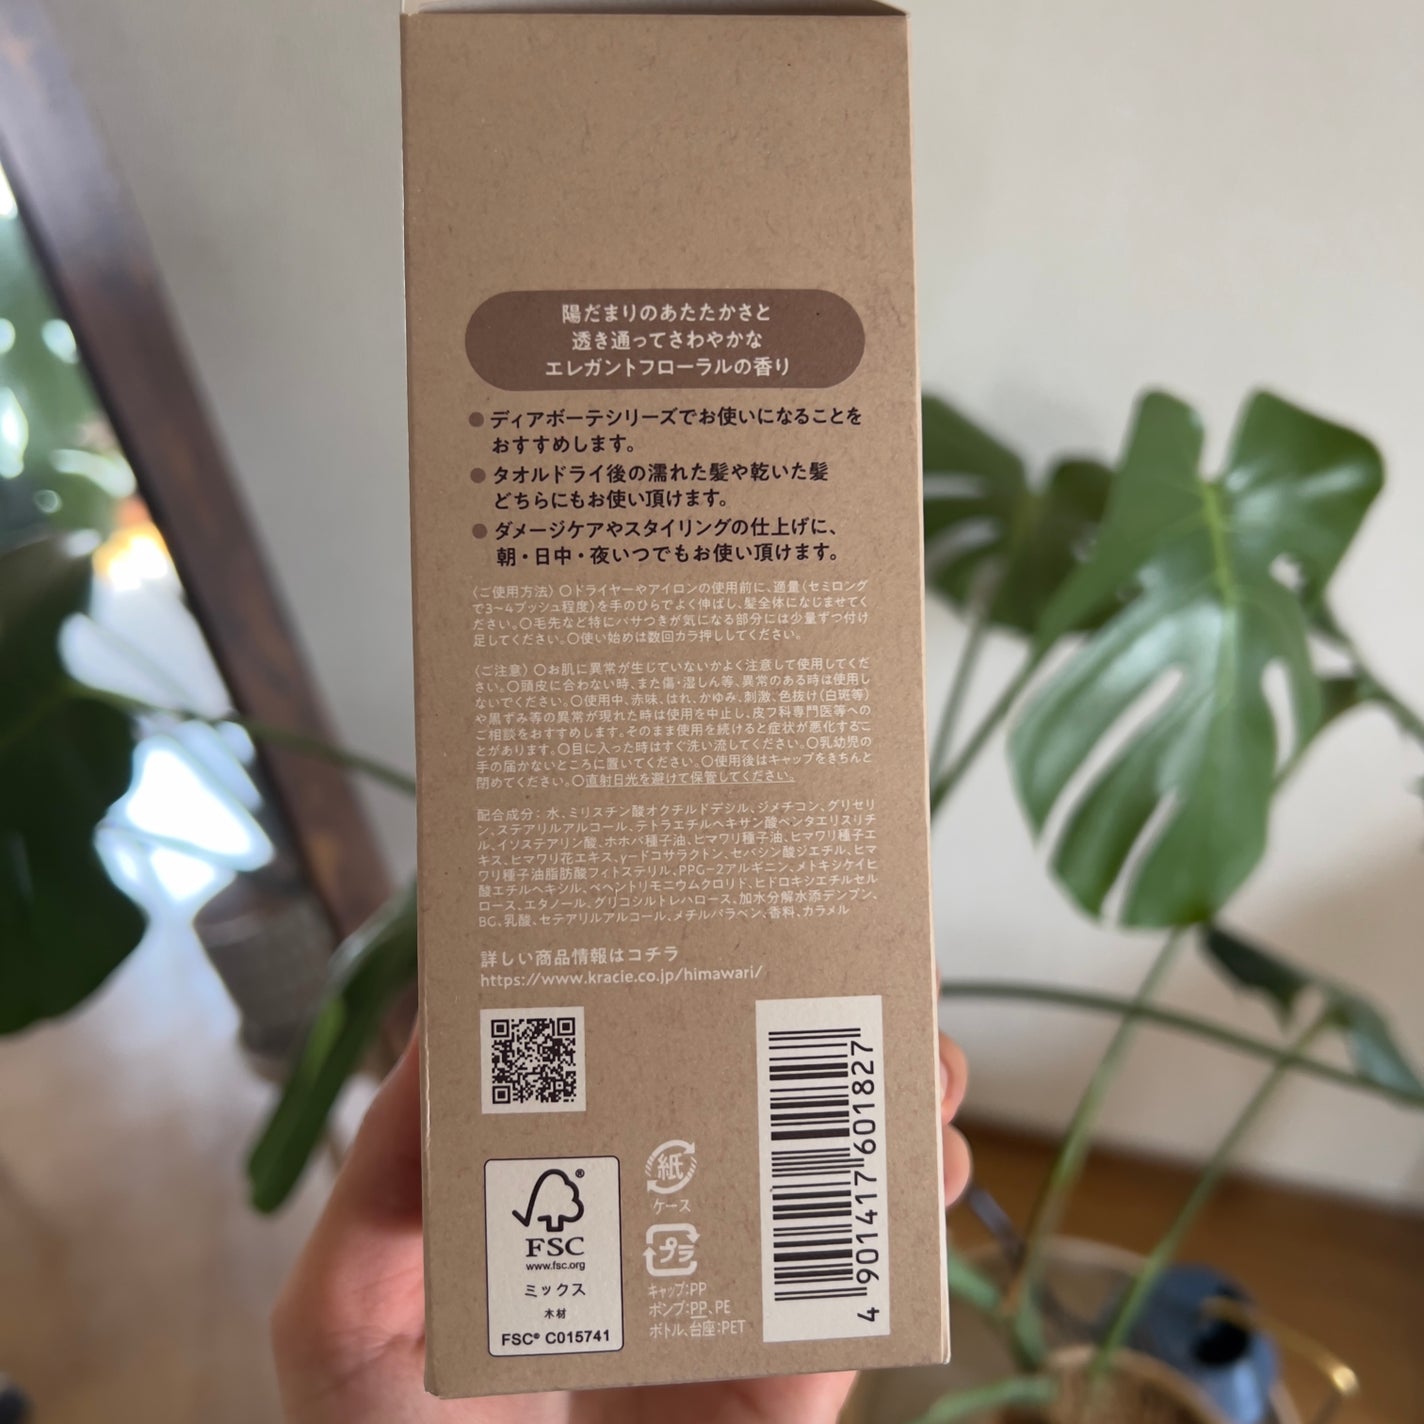 陽だまりのあたたかさと
透き通ってさわやかな
エレガントフローラルの香り
●ディアボーテシリーズでお使いになることを
おすすめします。
●タオルドライ後の濡れた髪や乾いた髪
どちらにもお使い頂けます。
●ダメージケアやスタイリングの仕上げに、
朝・日中・夜いつでもお使い頂けます。
〈ご使用方法〉〇ドライヤーやアイロンの使用前に、適量(セミロング
で3〜4プッシュ程度)を手のひらでよく伸ばし、髪全体になじませてく
ださい。〇毛先など特にパサつきが気になる部分には少量ずつ付け
足してください。〇使い始めは数回カラ押ししてください。
〈ご注意〉〇お肌に異常が生じていないかよく注意して使用してくだ
さい。〇頭皮に合わない時、また傷・湿しん等、異常のある時は使用し
ないでください。〇使用中、赤味、はれ、かゆみ、刺激、色抜け(白斑等)
や黒ずみ等の異常が現れた時は使用を中止し、皮フ科専門医等への
ご相談をおすすめします。そのまま使用を続けると症状が悪化するこ
とがあります。〇目に入った時はすぐ洗い流してください。〇乳幼児の
手の届かないところに置いてください。〇使用後はキャップをきちんと
閉めてください。〇直射日光を避けて保管してください。
配合成分：水、ミリスチン酸オクチルドデシル、ジメチコン、グリセリ
ン、ステアリルアルコール、テトラエチルヘキサン酸ペンタエリスリチ
ル、イソステアリン酸、ホホバ種子油、ヒマワリ種子油、ヒマワリ種子エ
キス、ヒマワリ花エキス、γードコサラクトン、セバシン酸ジエチル、ヒマ
ワリ種子油脂肪酸フィトステリル、PPG-2アルギニン、メトキシケイヒ
酸エチルヘキシル、ベヘントリモニウムクロリド、ヒドロキシエチルセル
ロース、エタノール、グリコシルトレハロース、加水分解水添デンプン、
BG、乳酸、セテアリルアルコール、メチルパラベン、香料、カラメル
詳しい商品情報はコチラ
https://www.kracie.co.jp/himawari/
紙
ケース
プラ
キャップ:PP
ポンプ:PP、PE
ボトル、台座:PET
FSC
www.fsc.org
ミックス
木材
FSC® C015741
4 901417 601827